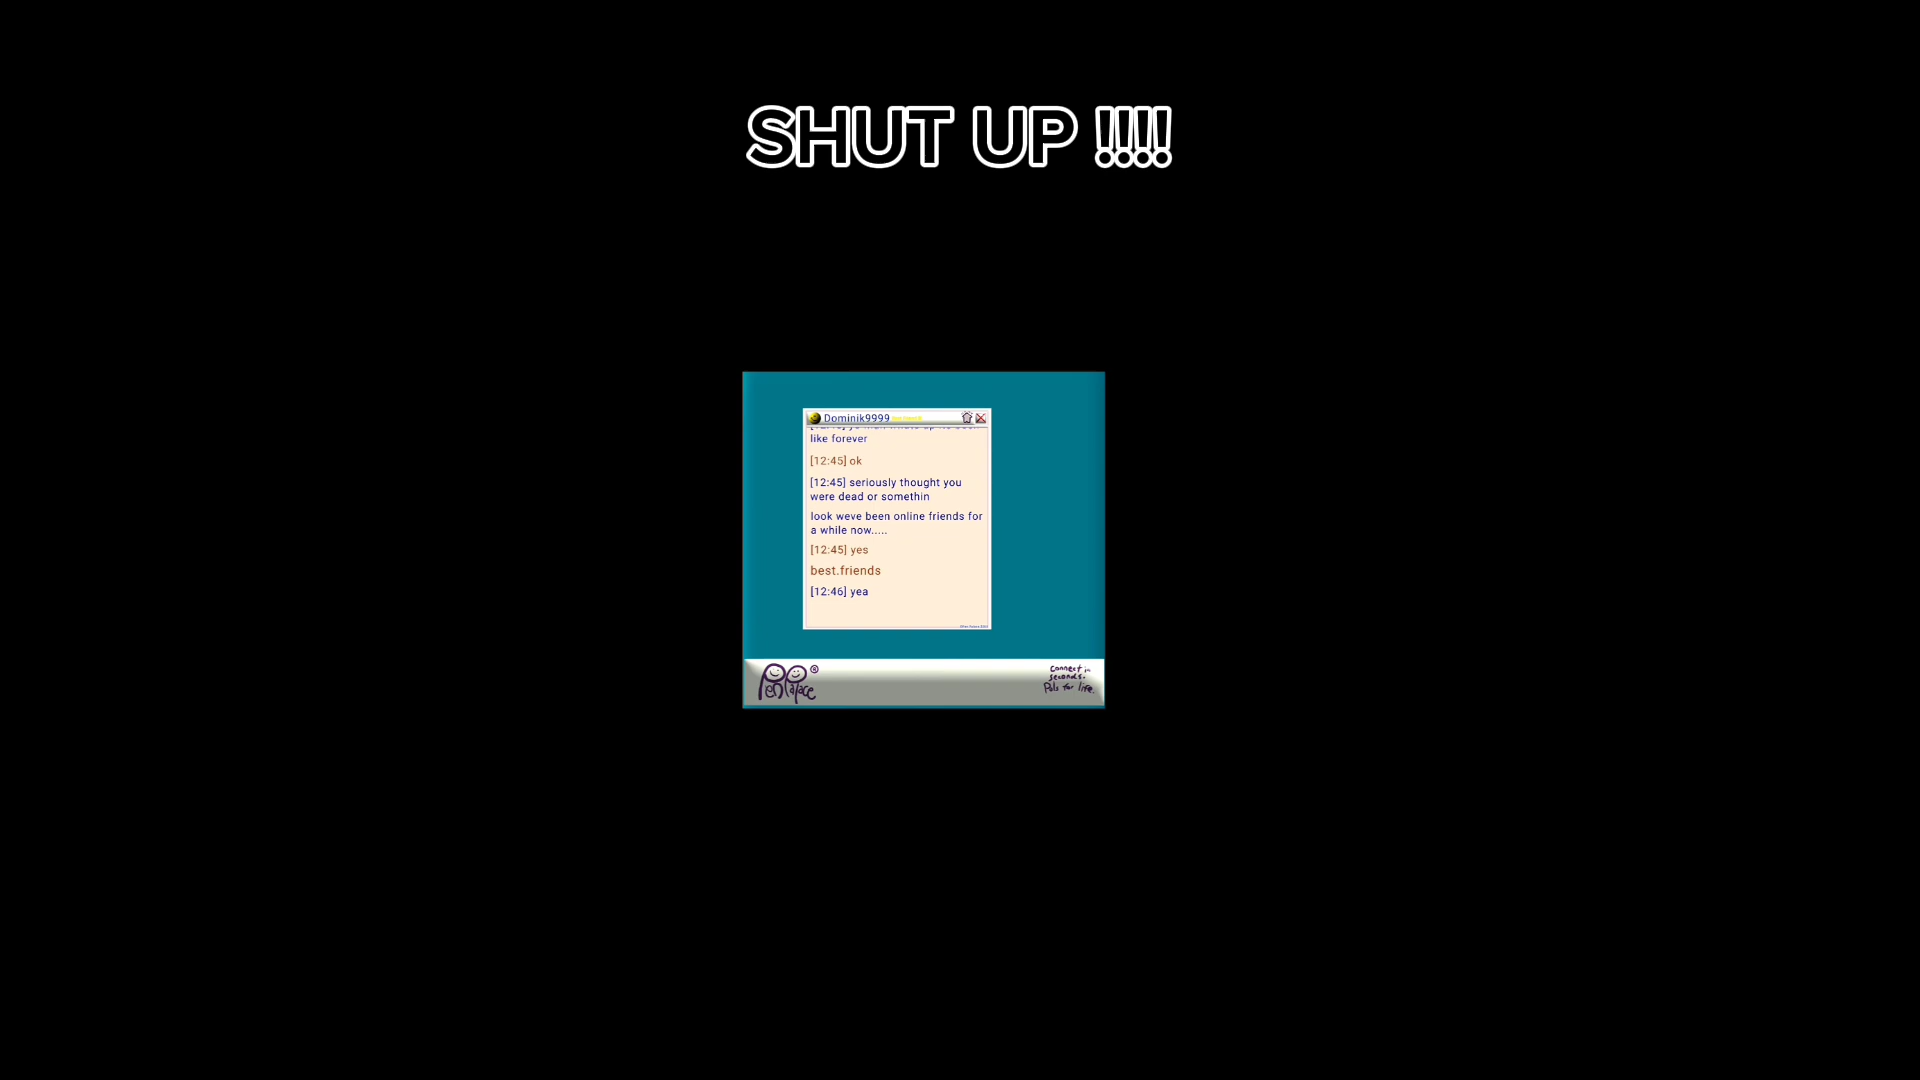 SHUT UP !!!!
Dominik9999
like forever
[12:45] ok
[12:45] seriously thought you
were dead or somethin
look weve been online friends for
a while now.....
[12:45] yes
best.friends
[12:46] yea
PenPalace ®
Connect in
seconds.
Pals for life.